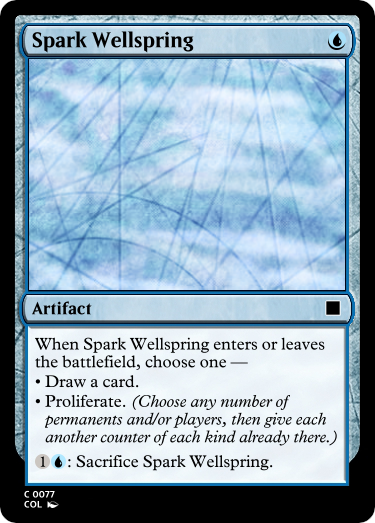 Spark Wellspring
Artifact
When Spark Wellspring enters or leaves
the battlefield, choose one —
• Draw a card.
• Proliferate. (Choose any number of
permanents and/or players, then give each
another counter of each kind already there.)
1: Sacrifice Spark Wellspring.
C 0077
COL